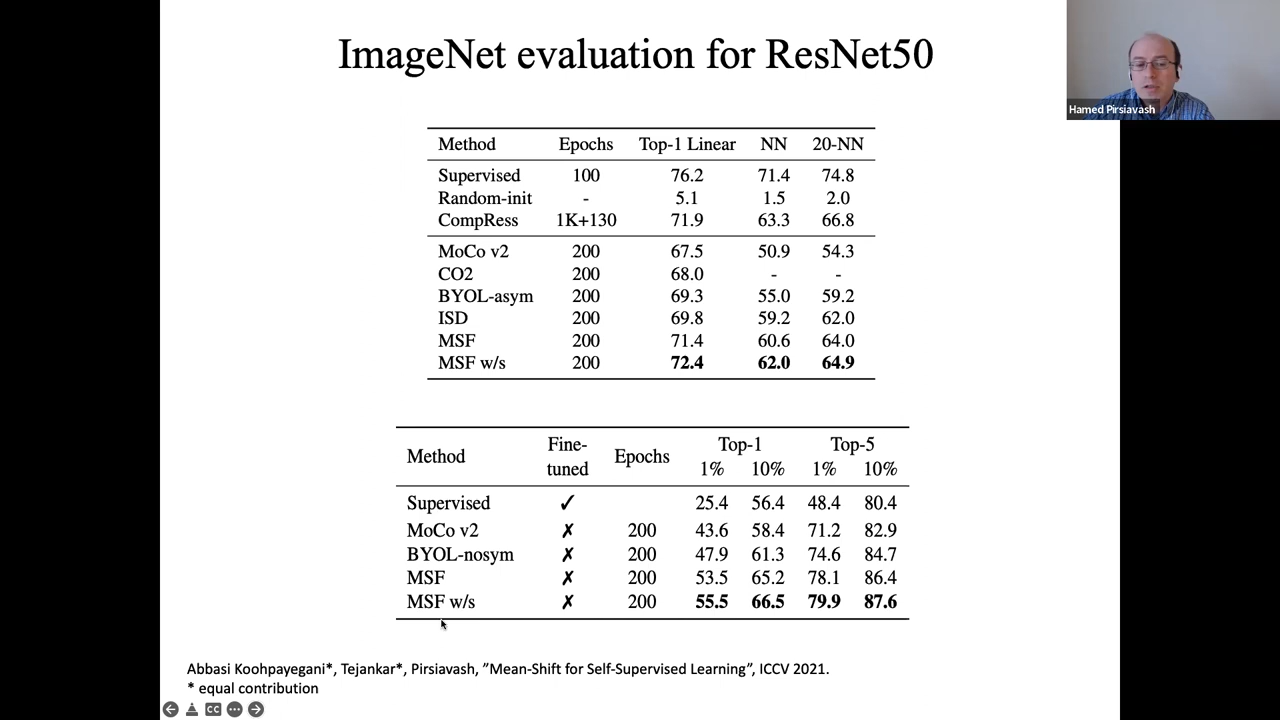 ImageNet evaluation for ResNet50
Hamed Pirsiavash
Method Epochs Top-1 Linear NN 20-NN
Supervised 100 76.2 71.4 74.8
Random-init - 5.1 1.5 2.0
CompRess 1K+130 71.9 63.3 66.8
MoCo v2 200 67.5 50.9 54.3
CO2 200 68.0 - -
BYOL-asym 200 69.3 55.0 59.2
ISD 200 69.8 59.2 62.0
MSF 200 71.4 60.6 64.0
MSF w/s 200 72.4 62.0 64.9
Method Fine-tuned Epochs Top-1 Top-5
1% 10% 1% 10%
Supervised ✓ 25.4 56.4 48.4 80.4
MoCo v2 ✗ 200 43.6 58.4 71.2 82.9
BYOL-nosym ✗ 200 47.9 61.3 74.6 84.7
MSF ✗ 200 53.5 65.2 78.1 86.4
MSF w/s ✗ 200 55.5 66.5 79.9 87.6
Abbasi Koohpayegani*, Tejankar*, Pirsiavash, ”Mean-Shift for Self-Supervised Learning”, ICCV 2021.
* equal contribution
CC